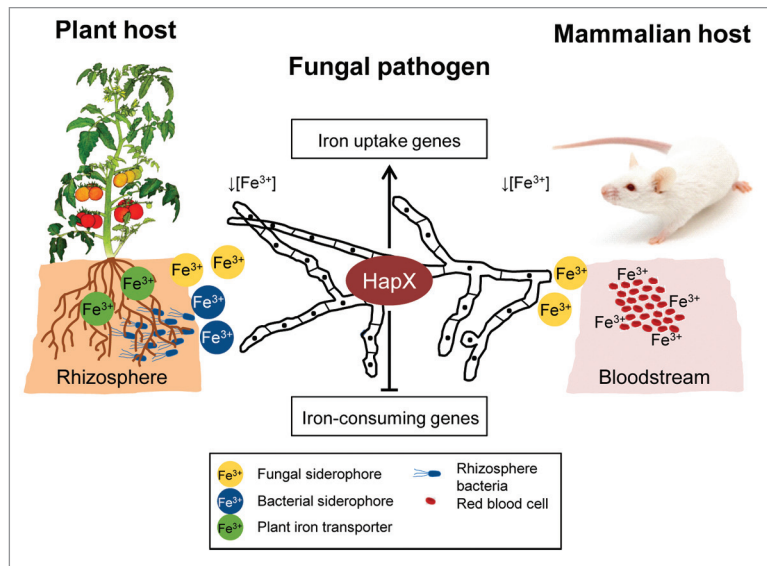 Plant host
Fungal pathogen
Mammalian host
Iron uptake genes
↓[Fe³⁺]
↓[Fe³⁺]
HapX
Fe³⁺
Fe³⁺
Fe³⁺
Fe³⁺
Fe³⁺
Fe³⁺
Rhizosphere
Fe³⁺
Fe³⁺
Fe³⁺
Fe³⁺
Fe³⁺
Fe³⁺
Bloodstream
Iron-consuming genes
Fe³⁺ Fungal siderophore
Fe³⁺ Bacterial siderophore
Fe³⁺ Plant iron transporter
Rhizosphere
bacteria
Red blood cell